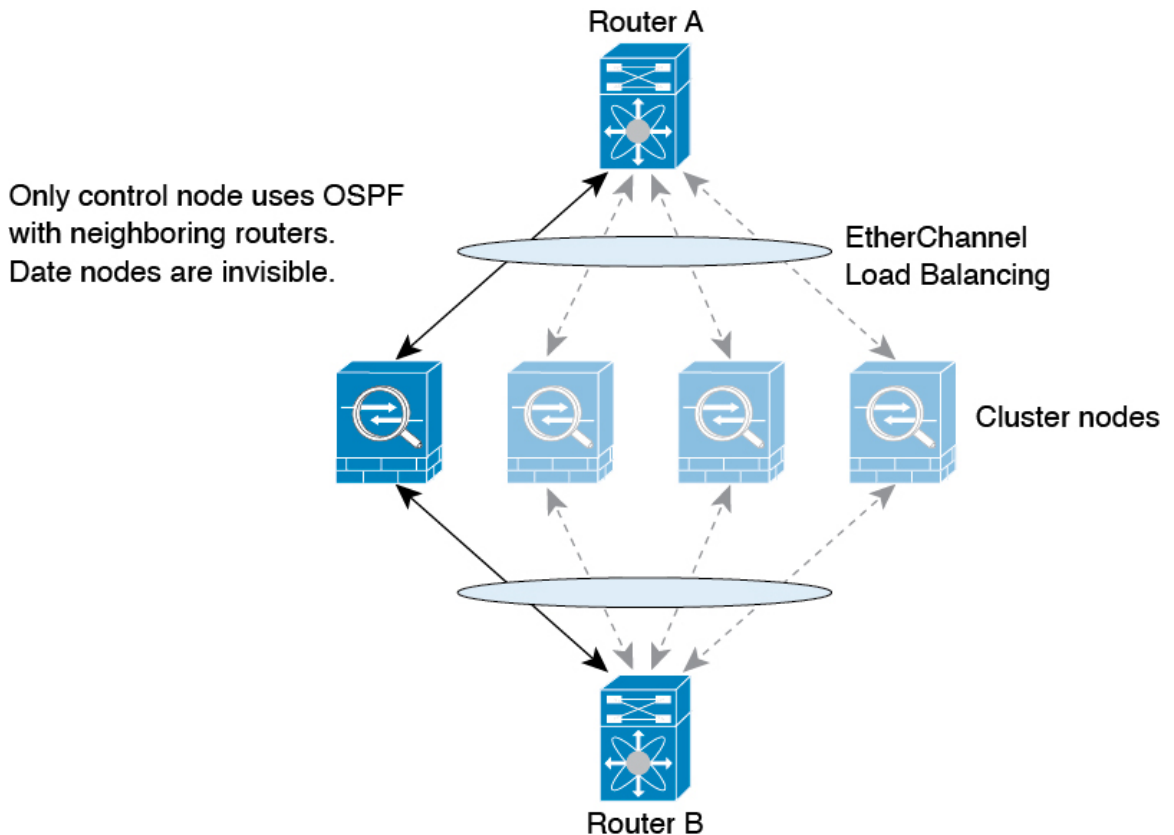 Router A
Only control node uses OSPF
with neighboring routers.
Date nodes are invisible.
EtherChannel
Load Balancing
Cluster nodes
Router B